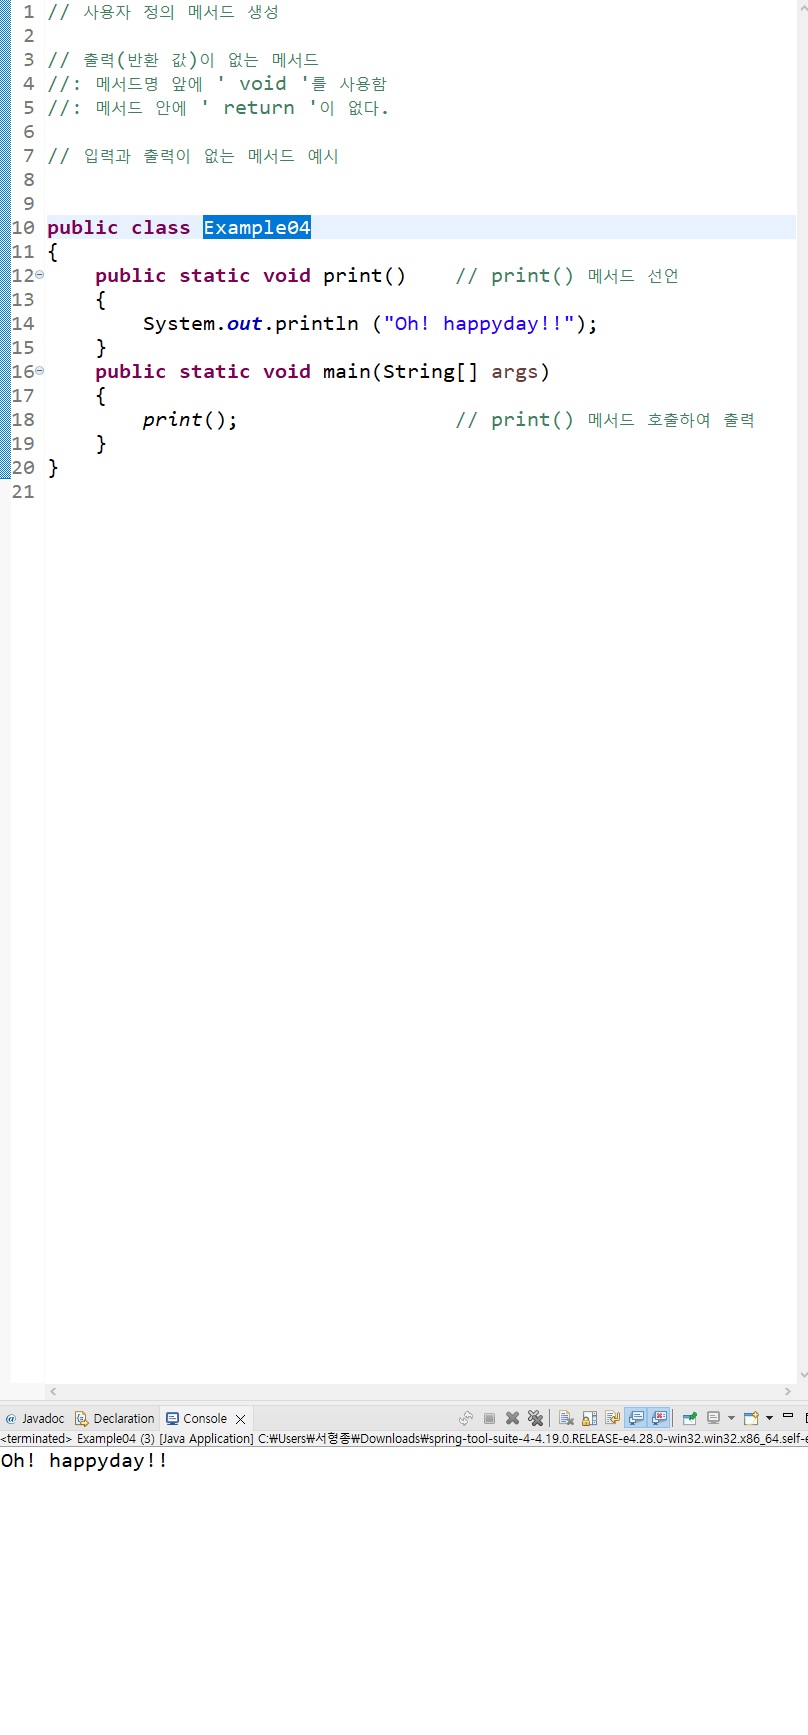 1 // 사용자 정의 메서드 생성
2
3 // 출력(반환 값)이 없는 메서드
4 //: 메서드명 앞에 ' void '를 사용함
5 //: 메서드 안에 ' return '이 없다.
6
7 // 입력과 출력이 없는 메서드 예시
8
9
10 public class Example04
11 {
12 public static void print() // print() 메서드 선언
13 {
14 System.out.println ("Oh! happyday!!");
15 }
16 public static void main(String[] args)
17 {
18 print(); // print() 메서드 호출하여 출력
19 }
20 }
21
@ Javadoc Declaration Console
<terminated> Example04 (3) [Java Application] C:₩Users₩서형종₩Downloads₩spring-tool-suite-4-4.19.0.RELEASE-e4.28.0-win32.win32.x86_64.self-e
Oh! happyday!!